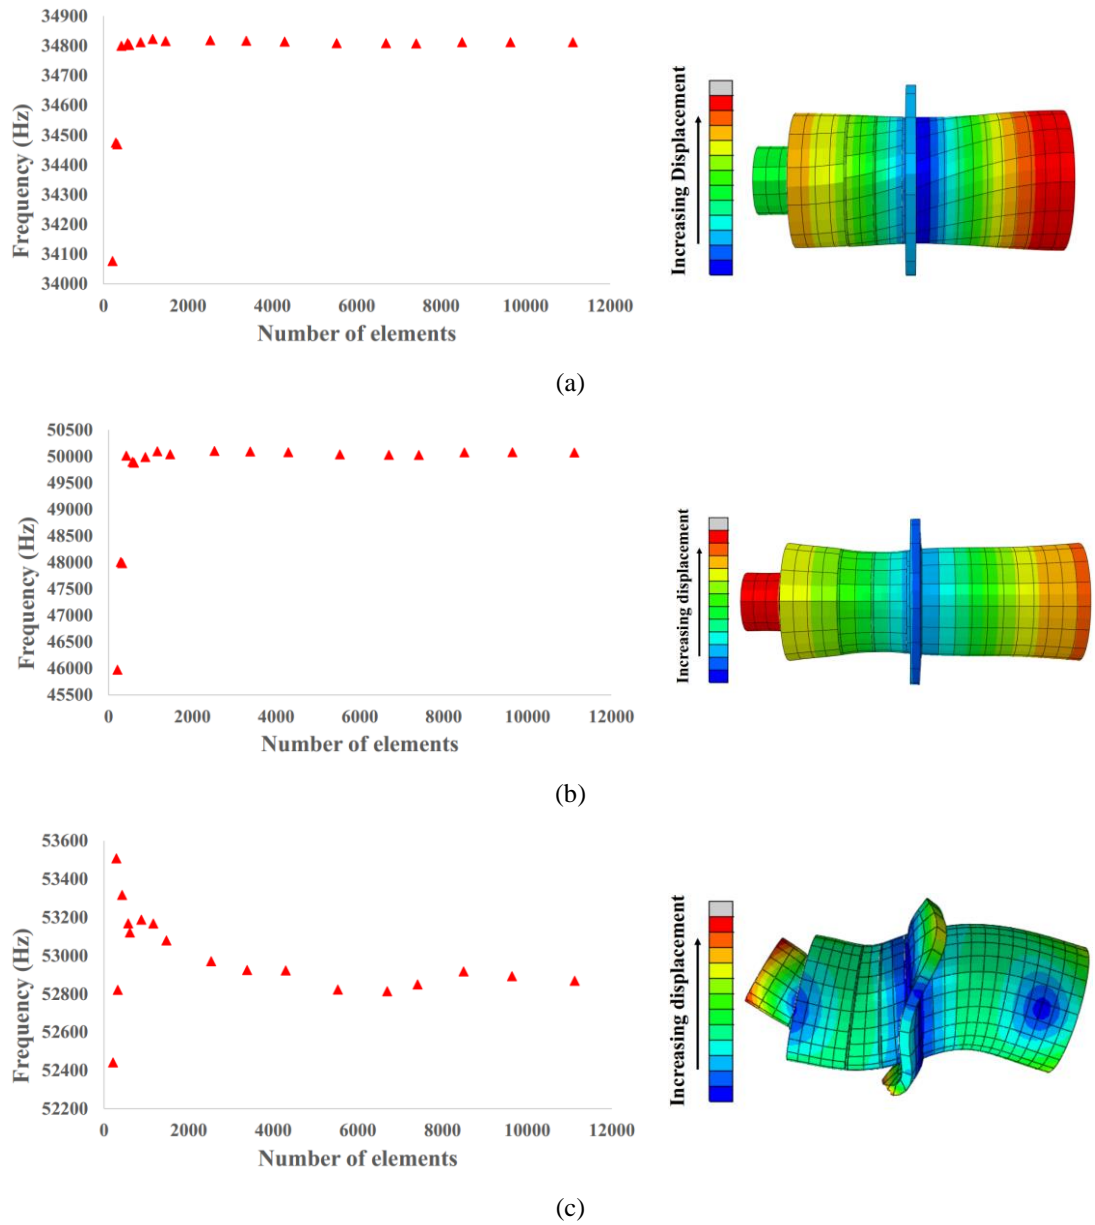 34900
34800
34700
34600
34500
34400
34300
34200
34100
34000
Frequency (Hz)
0 2000 4000 6000 8000 10000 12000
Number of elements
Increasing Displacement
(a)
50500
50000
49500
49000
48500
48000
47500
47000
46500
46000
45500
Frequency (Hz)
0 2000 4000 6000 8000 10000 12000
Number of elements
Increasing displacement
(b)
53600
53400
53200
53000
52800
52600
52400
52200
Frequency (Hz)
0 2000 4000 6000 8000 10000 12000
Number of elements
Increasing displacement
(c)